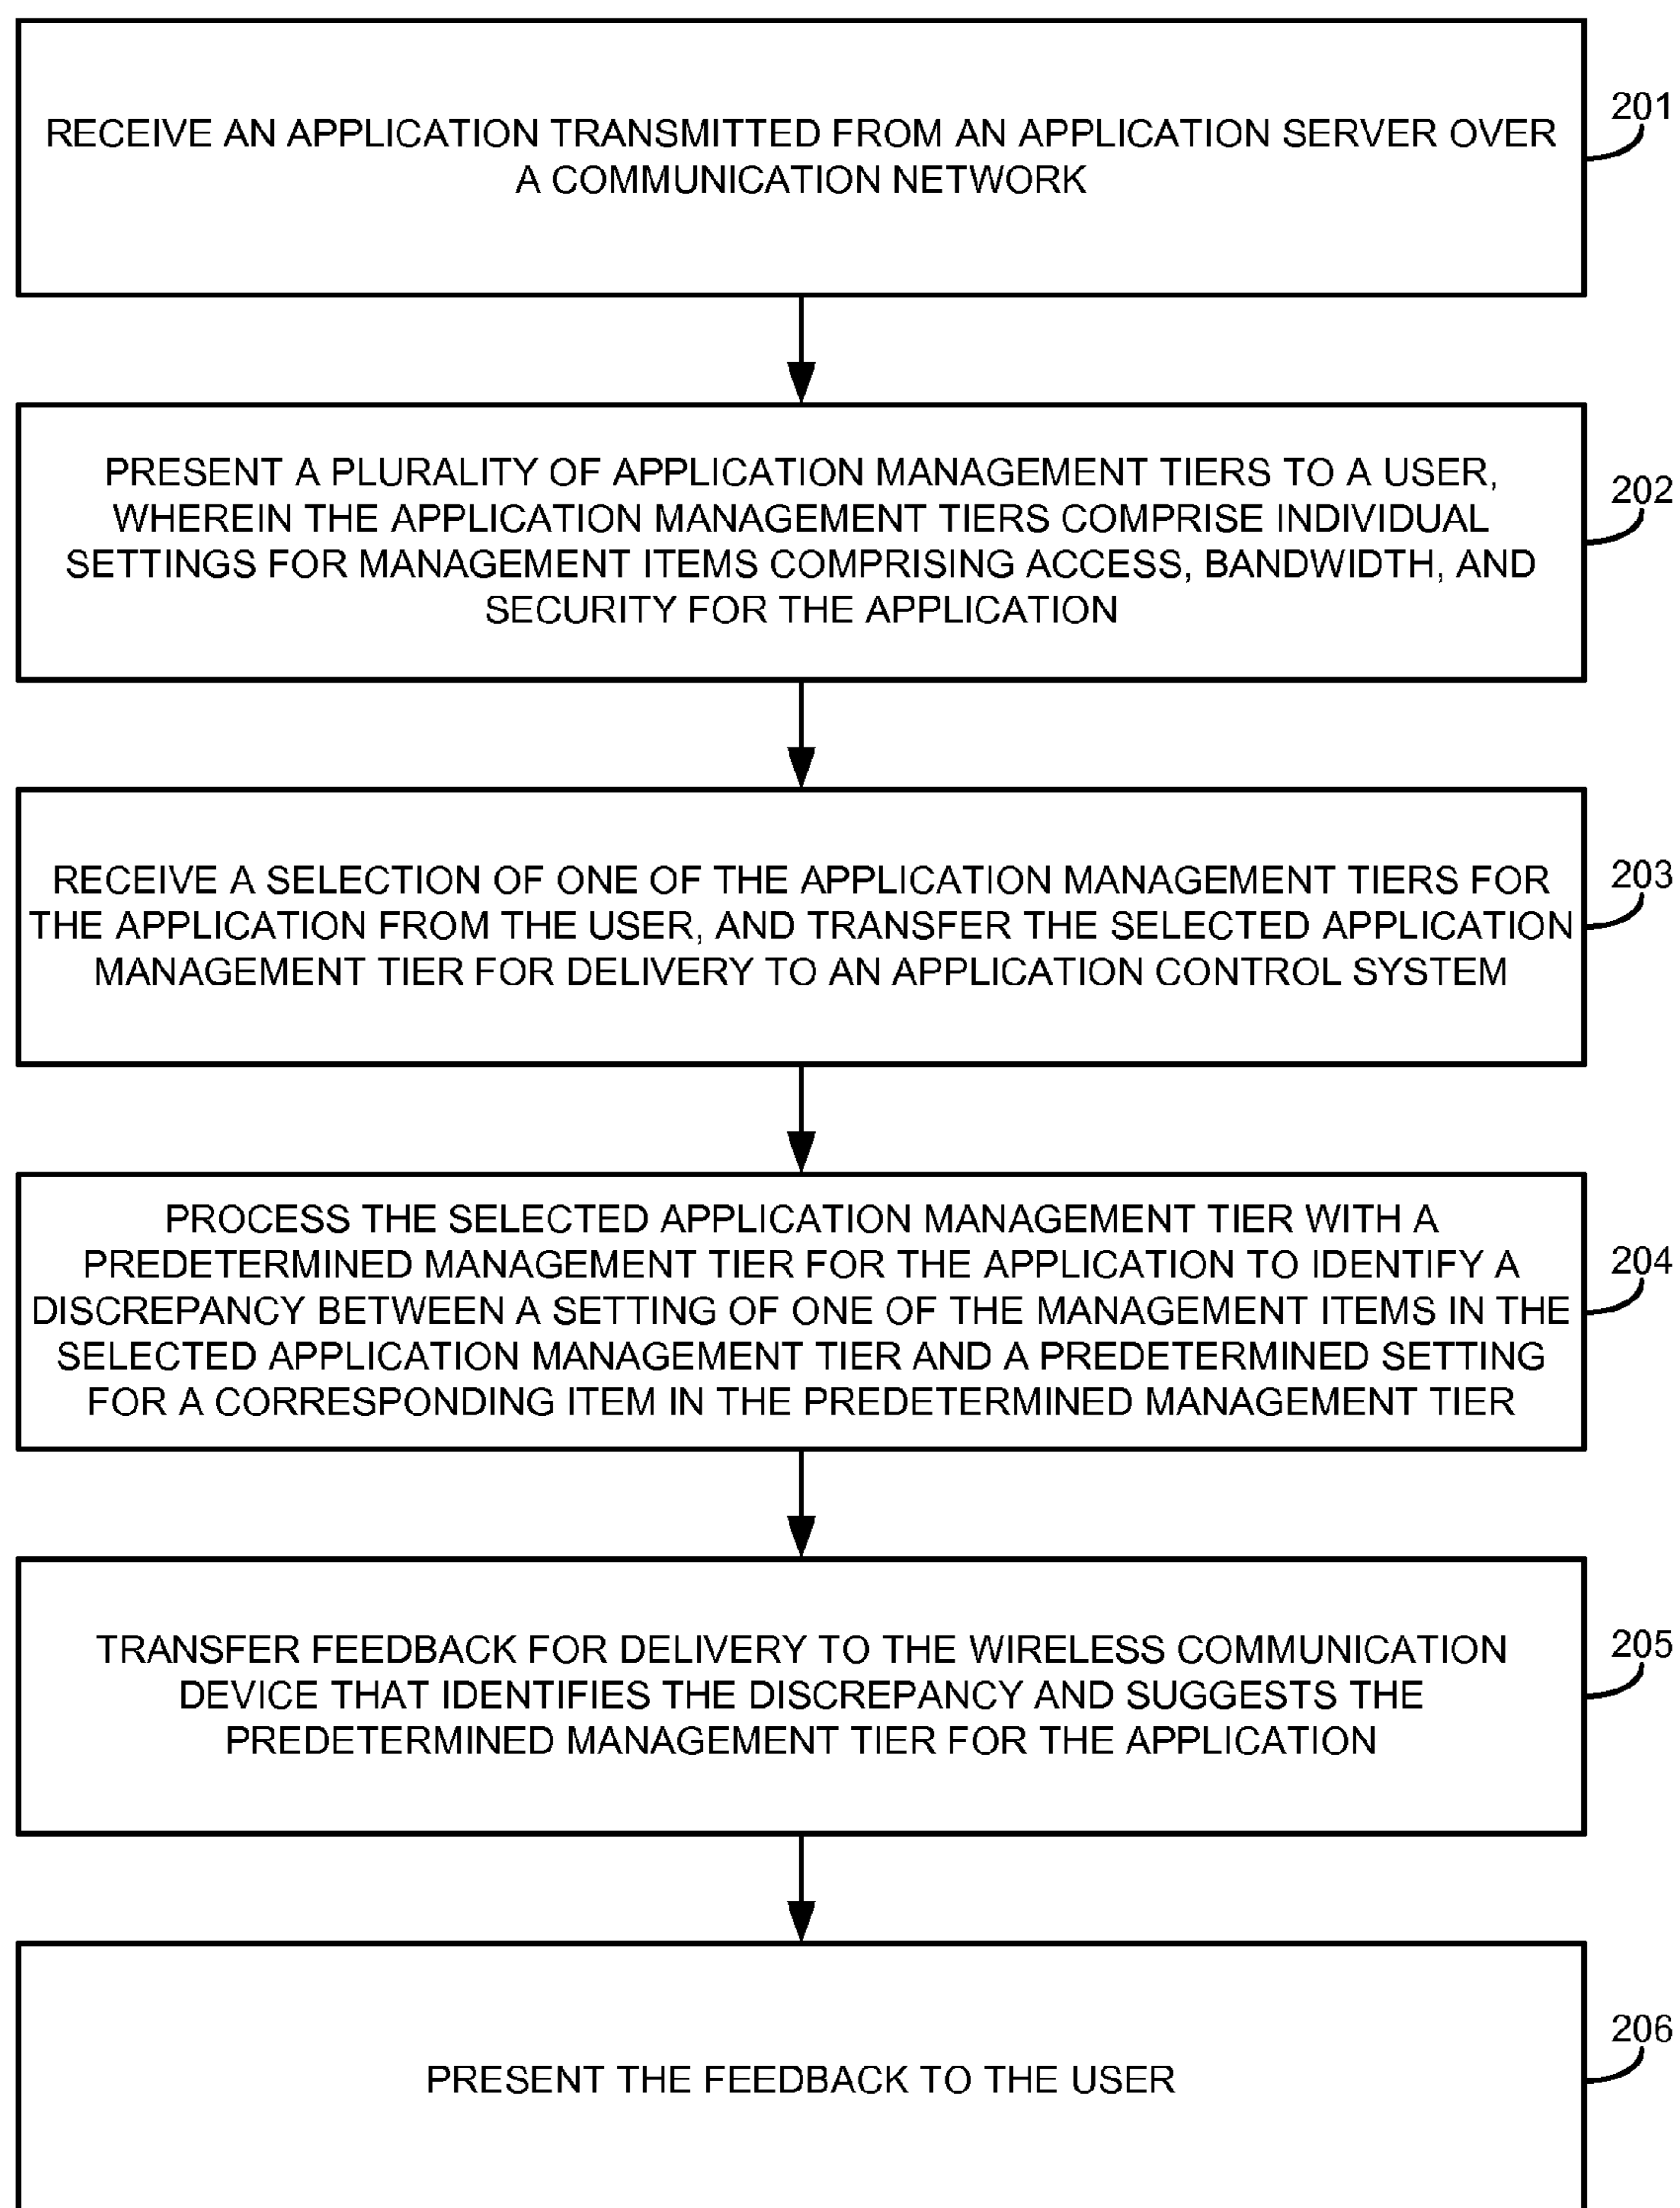 RECEIVE AN APPLICATION TRANSMITTED FROM AN APPLICATION SERVER OVER
A COMMUNICATION NETWORK
201
PRESENT A PLURALITY OF APPLICATION MANAGEMENT TIERS TO A USER,
WHEREIN THE APPLICATION MANAGEMENT TIERS COMPRISE INDIVIDUAL
SETTINGS FOR MANAGEMENT ITEMS COMPRISING ACCESS, BANDWIDTH, AND
SECURITY FOR THE APPLICATION
202
RECEIVE A SELECTION OF ONE OF THE APPLICATION MANAGEMENT TIERS FOR
THE APPLICATION FROM THE USER, AND TRANSFER THE SELECTED APPLICATION
MANAGEMENT TIER FOR DELIVERY TO AN APPLICATION CONTROL SYSTEM
203
PROCESS THE SELECTED APPLICATION MANAGEMENT TIER WITH A
PREDETERMINED MANAGEMENT TIER FOR THE APPLICATION TO IDENTIFY A
DISCREPANCY BETWEEN A SETTING OF ONE OF THE MANAGEMENT ITEMS IN THE
SELECTED APPLICATION MANAGEMENT TIER AND A PREDETERMINED SETTING
FOR A CORRESPONDING ITEM IN THE PREDETERMINED MANAGEMENT TIER
204
TRANSFER FEEDBACK FOR DELIVERY TO THE WIRELESS COMMUNICATION
DEVICE THAT IDENTIFIES THE DISCREPANCY AND SUGGESTS THE
PREDETERMINED MANAGEMENT TIER FOR THE APPLICATION
205
PRESENT THE FEEDBACK TO THE USER
206